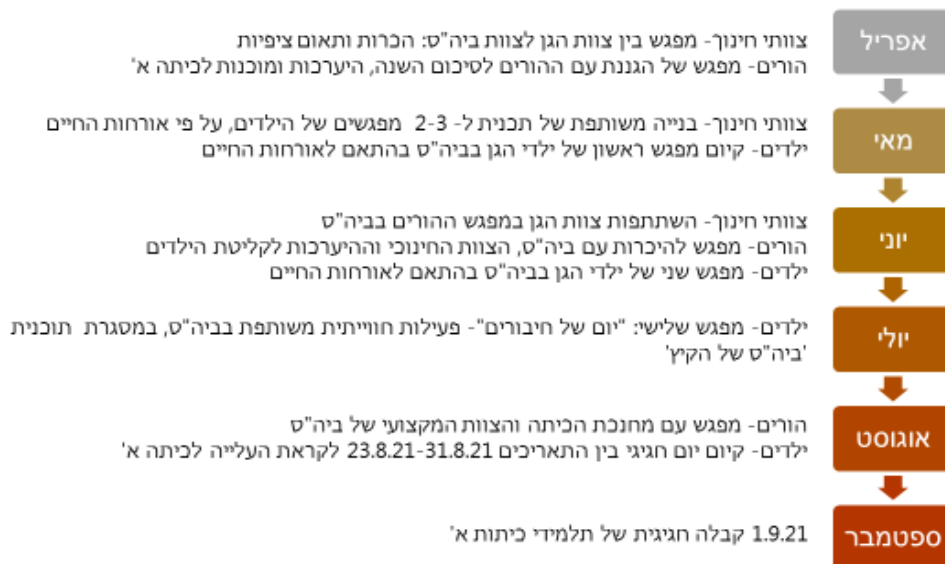 אפריל
צוותי חינוך- מפגש בין צוות הגן לצוות ביה"ס: הכרות ותאום ציפיות
הורים- מפגש של הגננת עם ההורים לסיכום השנה, היערכות ומוכנות לכיתה א'
מאי
צוותי חינוך- בנייה משותפת של תכנית ל- 2-3 מפגשים של הילדים, על פי אורחות החיים
ילדים- קיום מפגש ראשון של ילדי הגן בביה"ס בהתאם לאורחות החיים
יוני
צוותי חינוך- השתתפות צוות הגן במפגש ההורים בביה"ס
הורים- מפגש להיכרות עם ביה"ס, הצוות החינוכי וההיערכות לקליטת הילדים
ילדים- מפגש שני של ילדי הגן בביה"ס בהתאם לאורחות החיים
יולי
ילדים- מפגש שלישי: "יום של חיבורים"- פעילות חווייתית משותפת בביה"ס, במסגרת תוכנית
'ביה"ס של הקיץ'
אוגוסט
הורים- מפגש עם מחנכת הכיתה והצוות המקצועי של ביה"ס
ילדים- קיום יום חגיגי בין התאריכים 23.8.21-31.8.21 לקראת העלייה לכיתה א'
ספטמבר
1.9.21 קבלה חגיגית של תלמידי כיתות א'